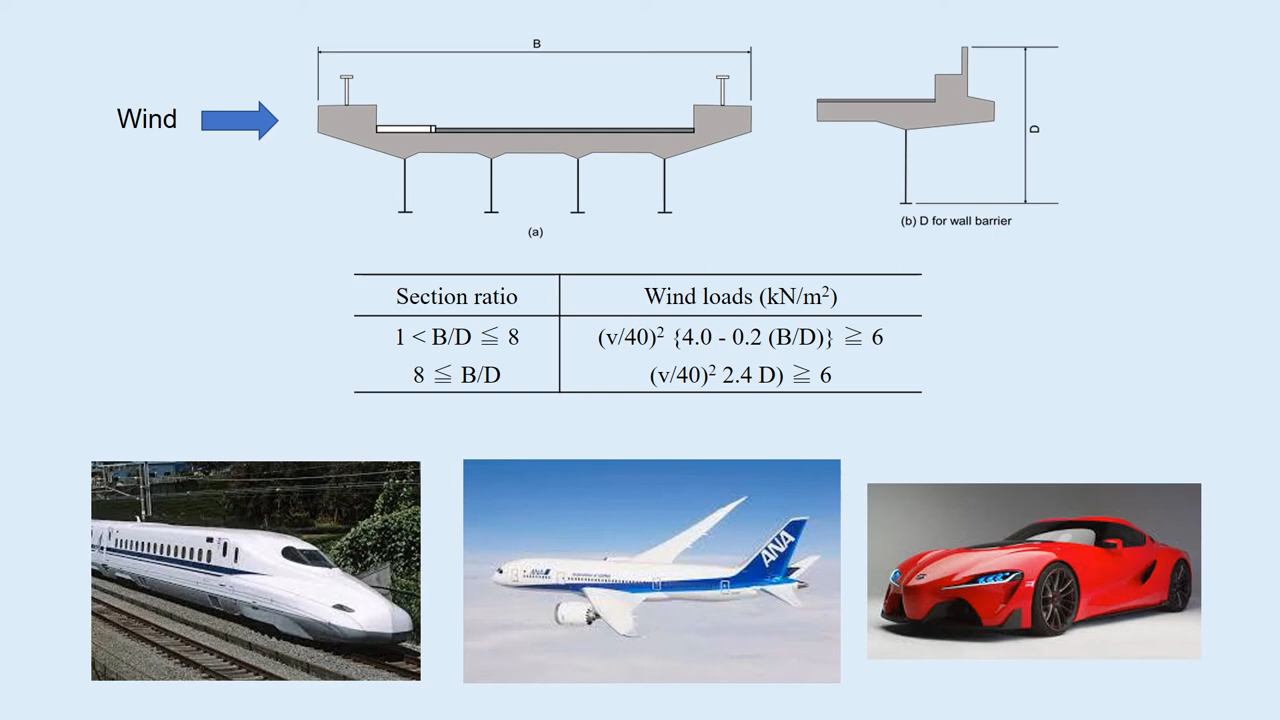 B
Wind
D
(a)
(b) D for wall barrier
Section ratio Wind loads (kN/m²)
1 < B/D ≦ 8 (v/40)² {4.0 - 0.2 (B/D)} ≧ 6
8 ≦ B/D (v/40)² 2.4 D) ≧ 6
ANA
ANA